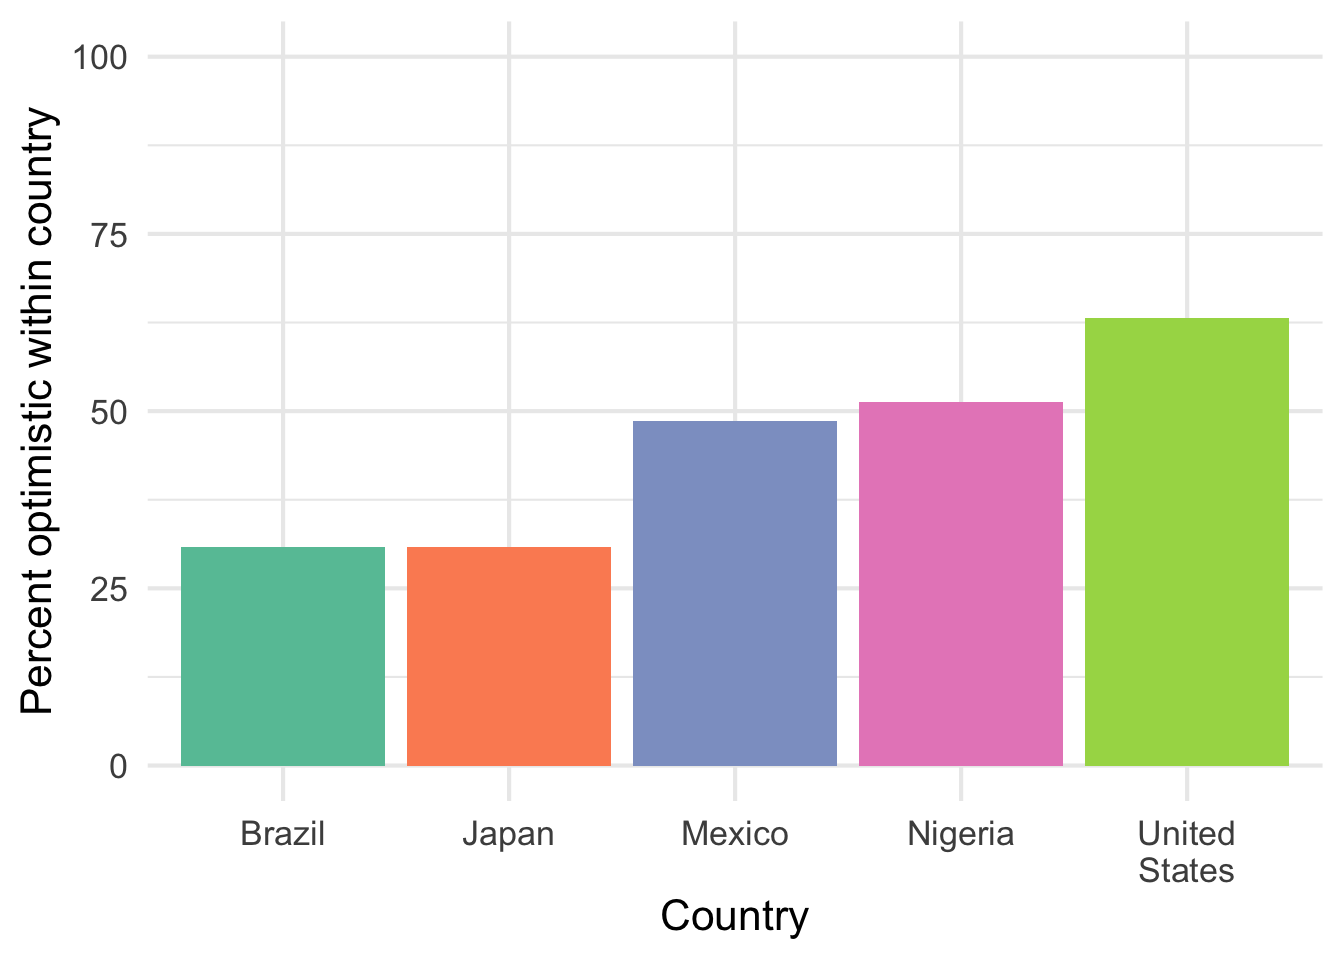 Percent optimistic within country
100
75
50
25
0
Brazil
Japan
Mexico
Nigeria
United
States
Country